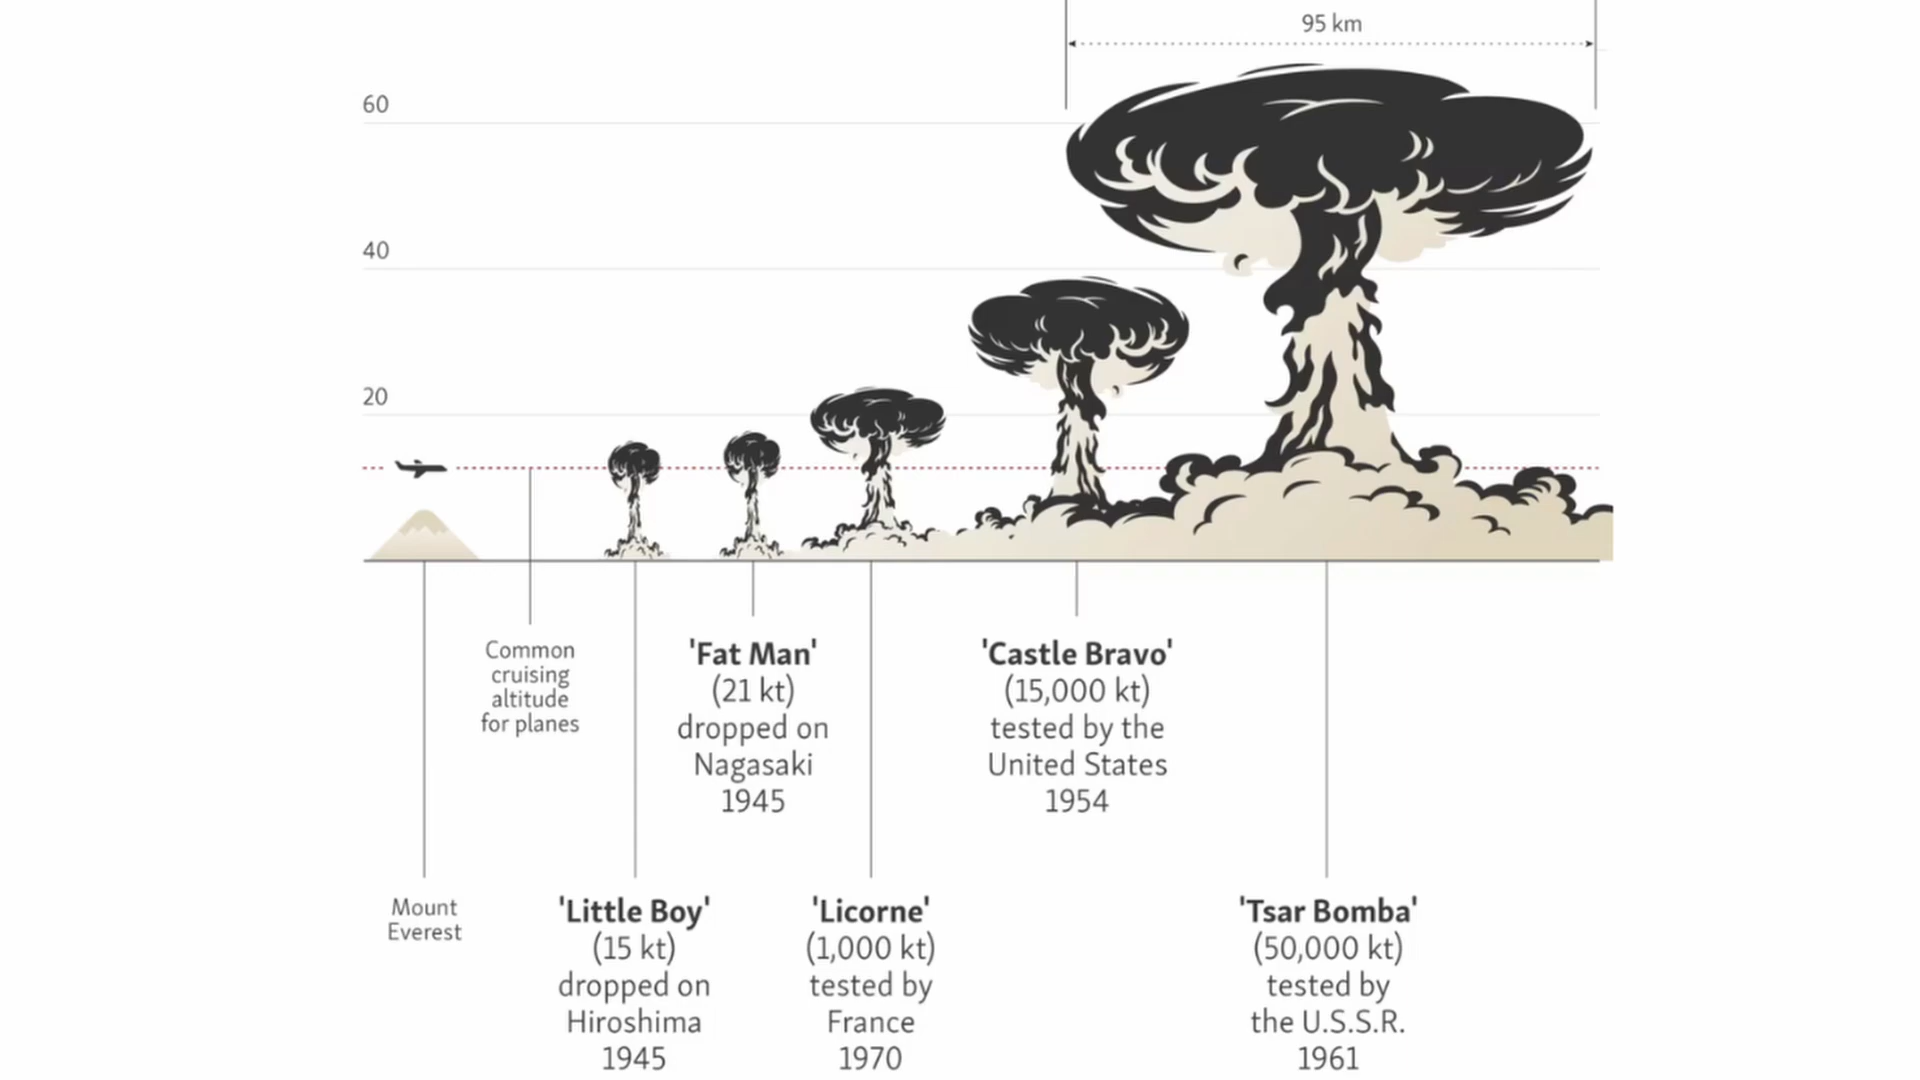 95 km
60
40
20
Common
cruising
altitude
for planes
'Fat Man'
(21 kt)
dropped on
Nagasaki
1945
'Castle Bravo'
(15,000 kt)
tested by the
United States
1954
Mount
Everest
'Little Boy'
(15 kt)
dropped on
Hiroshima
1945
'Licorne'
(1,000 kt)
tested by
France
1970
'Tsar Bomba'
(50,000 kt)
tested by
the U.S.S.R.
1961